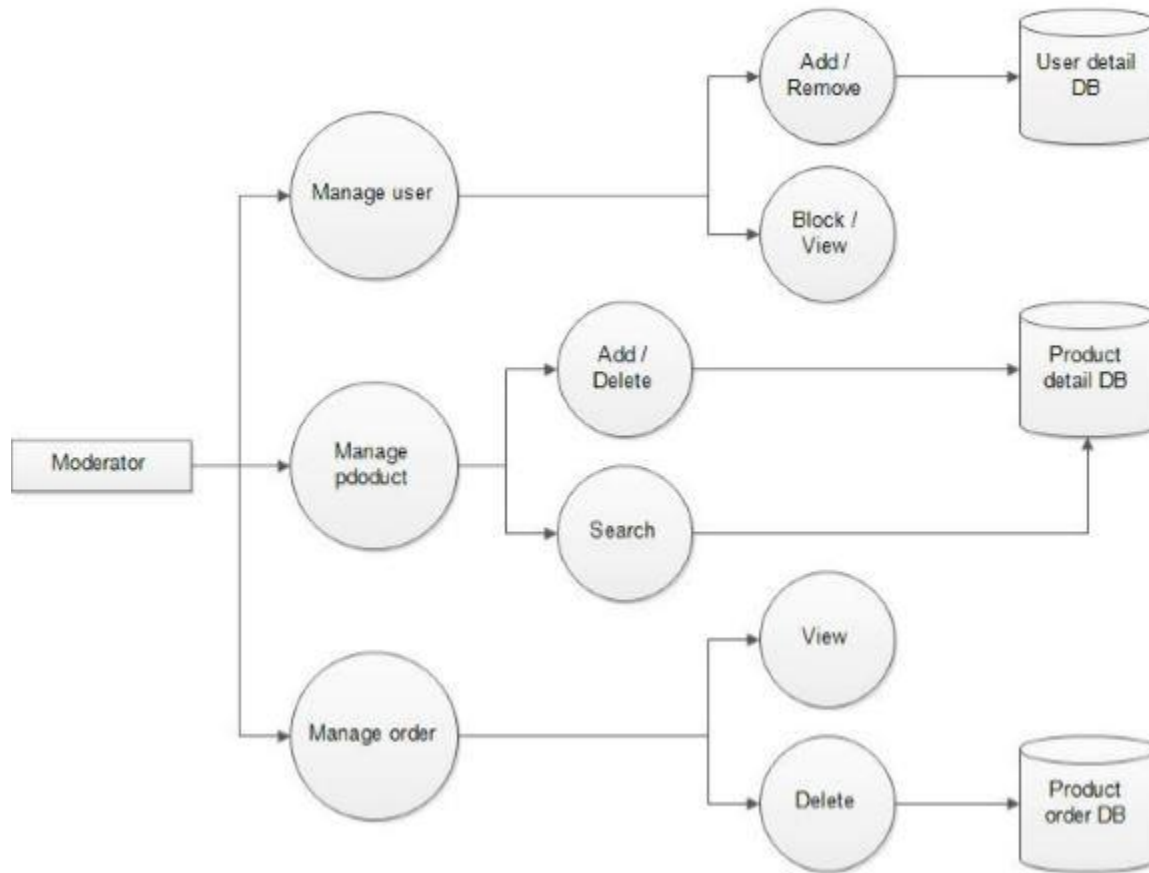 Add /
Remove
User detail
DB
Manage user
Block /
View
Add /
Delete
Product
detail DB
Moderator
Manage
pdoduct
Search
View
Manage order
Delete
Product
order DB